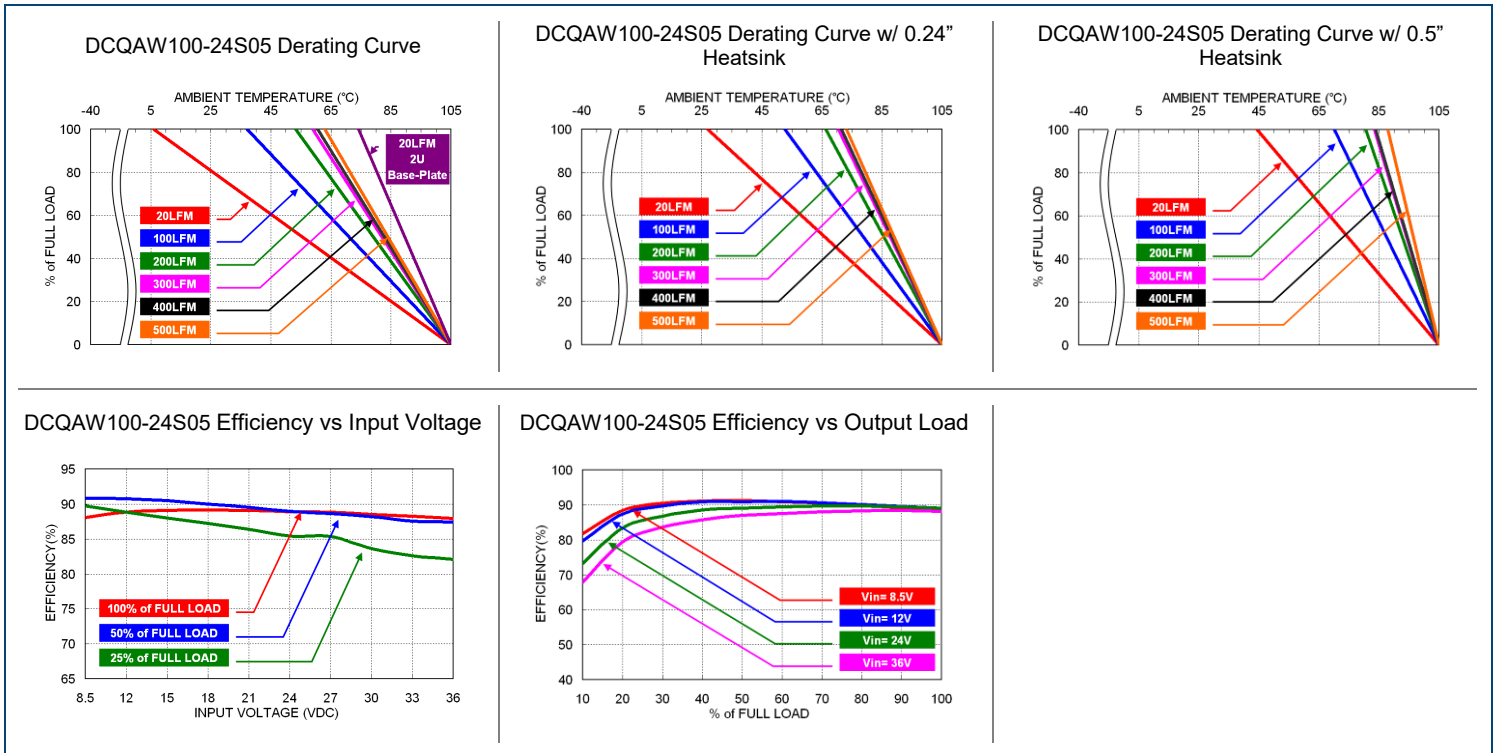 DCQAW100-24S05 Derating Curve
AMBIENT TEMPERATURE (℃)
-40 5 25 45 65 85 105
100
80
60
40
20
0
% of FULL LOAD
20LFM
2U
Base-Plate
20LFM
100LFM
200LFM
300LFM
400LFM
500LFM
DCQAW100-24S05 Derating Curve w/ 0.24”
Heatsink
AMBIENT TEMPERATURE (℃)
-40 5 25 45 65 85 105
100
80
60
40
20
0
% of FULL LOAD
20LFM
100LFM
200LFM
300LFM
400LFM
500LFM
DCQAW100-24S05 Derating Curve w/ 0.5”
Heatsink
AMBIENT TEMPERATURE (℃)
-40 5 25 45 65 85 105
100
80
60
40
20
0
% of FULL LOAD
20LFM
100LFM
200LFM
300LFM
400LFM
500LFM
DCQAW100-24S05 Efficiency vs Input Voltage
95
90
85
80
75
70
65
EFFICIENCY(%)
100% of FULL LOAD
50% of FULL LOAD
25% of FULL LOAD
8.5 12 15 18 21 24 27 30 33 36
INPUT VOLTAGE (VDC)
DCQAW100-24S05 Efficiency vs Output Load
100
90
80
70
60
50
40
EFFICIENCY(%)
Vin= 8.5V
Vin= 12V
Vin= 24V
Vin= 36V
10 20 30 40 50 60 70 80 90 100
% of FULL LOAD